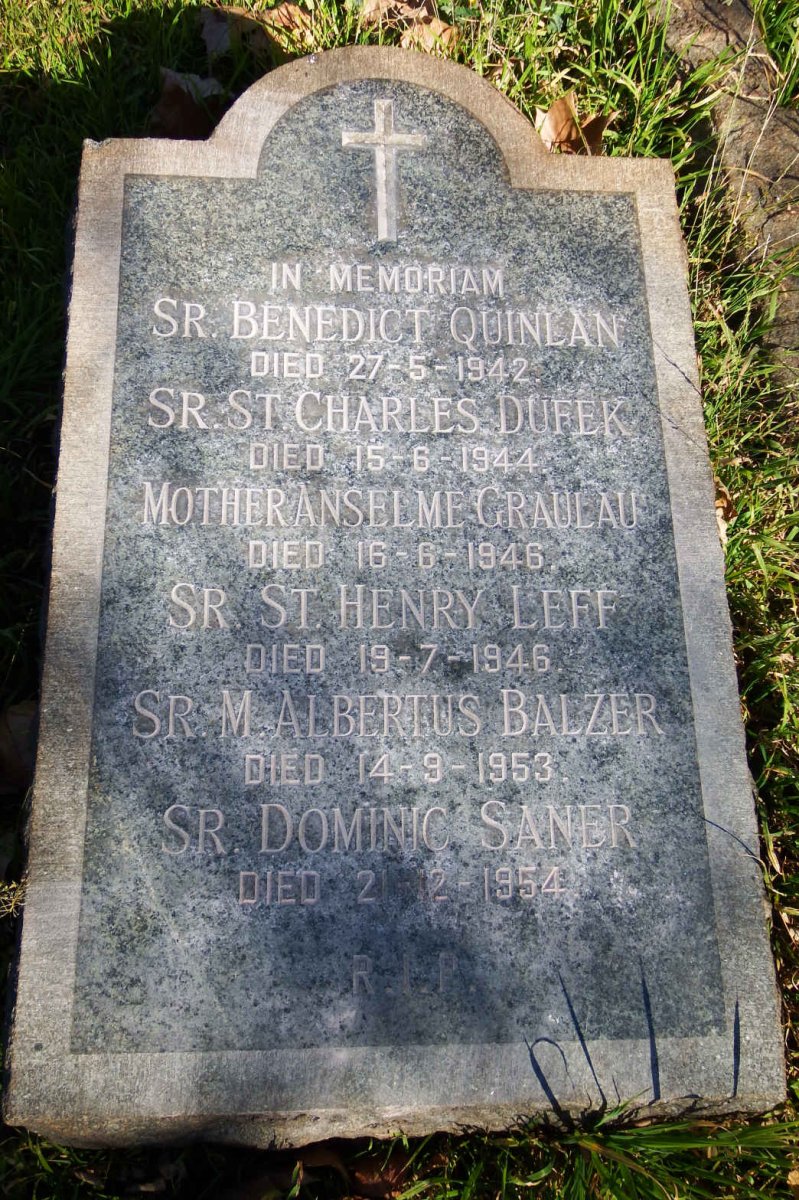 IN MEMORIAM
SR. BENEDICT QUINLAN
DIED 27-5-1942.
SR. ST. CHARLES DUFEK
DIED 15-6-1944.
MOTHER ANSELME GRAULAU
DIED 16-6-1946.
SR ST. HENRY LEFF
DIED 19-7-1946.
SR. M. ALBERTUS BALZER
DIED 14-9-1953.
SR. DOMINIC SANER
DIED 21-12-1954.
R.I.P.